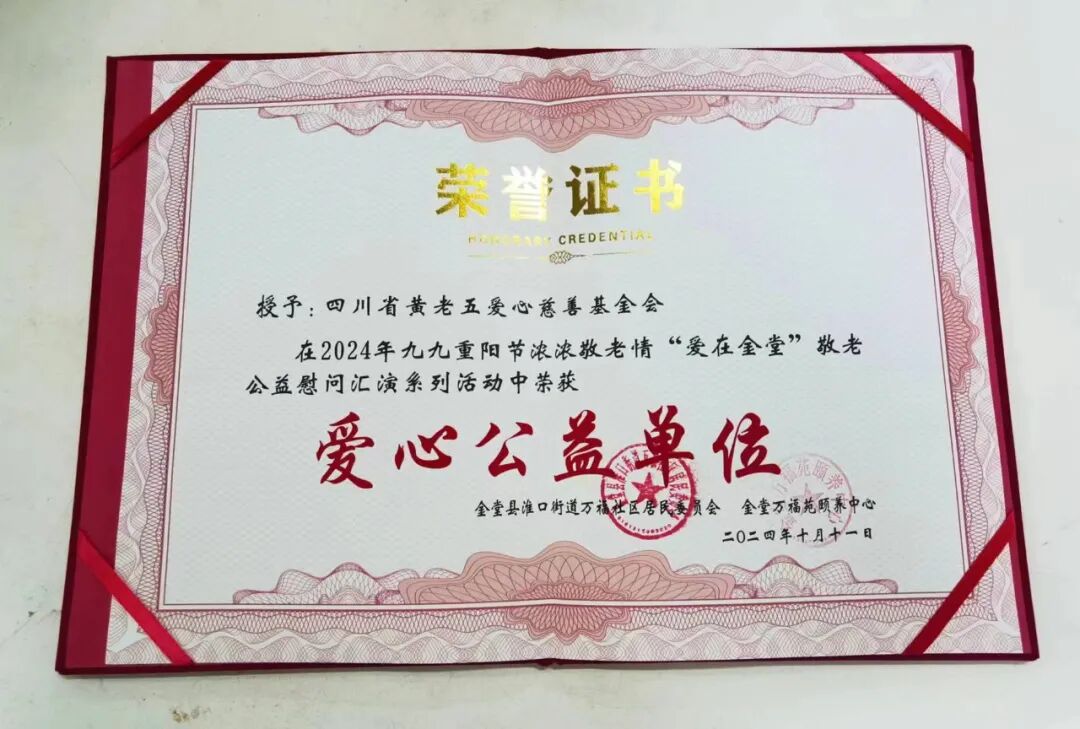 荣誉证书
HONORARY CREDENTIAL
授予：四川省黄老五爱心慈善基金会
在2024年九九重阳节浓浓敬老情“爱在金堂”敬老
公益慰问汇演系列活动中荣获
爱心公益单位
金堂县淮口街道万福社区居民委员会 金堂万福苑颐养中心
二〇二四年十月十一日